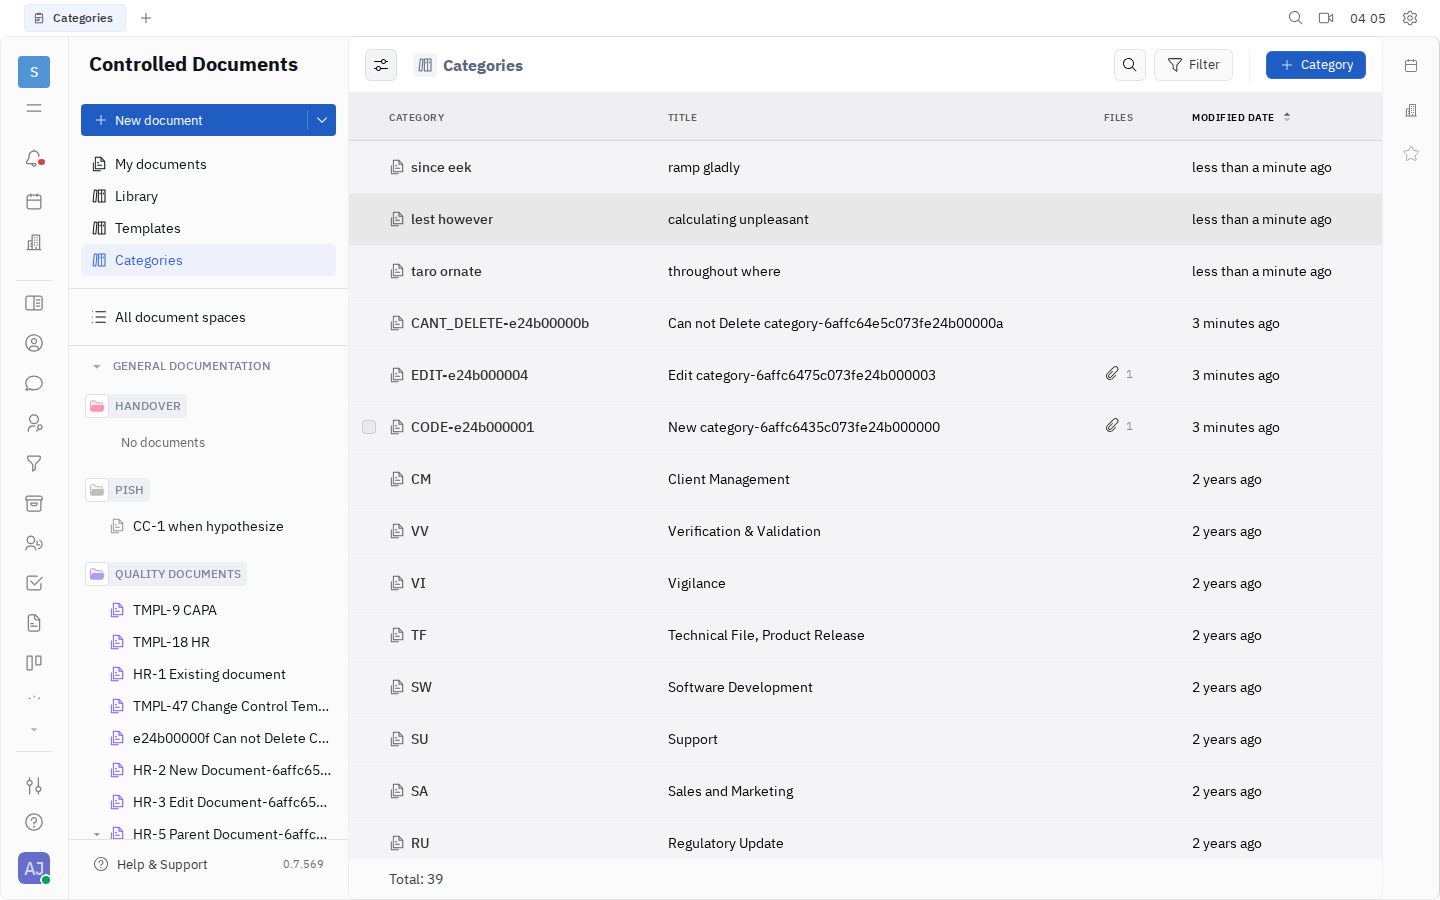 Categories
04 05
S
AJ
Controlled Documents
New document
My documents
Library
Templates
Categories
All document spaces
GENERAL DOCUMENTATION
HANDOVER
No documents
PISH
CC-1 when hypothesize
QUALITY DOCUMENTS
TMPL-9 CAPA
TMPL-18 HR
HR-1 Existing document
TMPL-47 Change Control Tem...
e24b00000f Can not Delete C...
HR-2 New Document-6affc65...
HR-3 Edit Document-6affc65...
HR-5 Parent Document-6affc...
Help & Support 0.7.569
Categories
Filter
Category
CATEGORY TITLE FILES MODIFIED DATE
since eek ramp gladly less than a minute ago
lest however calculating unpleasant less than a minute ago
taro ornate throughout where less than a minute ago
CANT_DELETE-e24b00000b Can not Delete category-6affc64e5c073fe24b00000a 3 minutes ago
EDIT-e24b000004 Edit category-6affc6475c073fe24b000003 1 3 minutes ago
CODE-e24b000001 New category-6affc6435c073fe24b000000 1 3 minutes ago
CM Client Management 2 years ago
VV Verification & Validation 2 years ago
VI Vigilance 2 years ago
TF Technical File, Product Release 2 years ago
SW Software Development 2 years ago
SU Support 2 years ago
SA Sales and Marketing 2 years ago
RU Regulatory Update 2 years ago
Total: 39